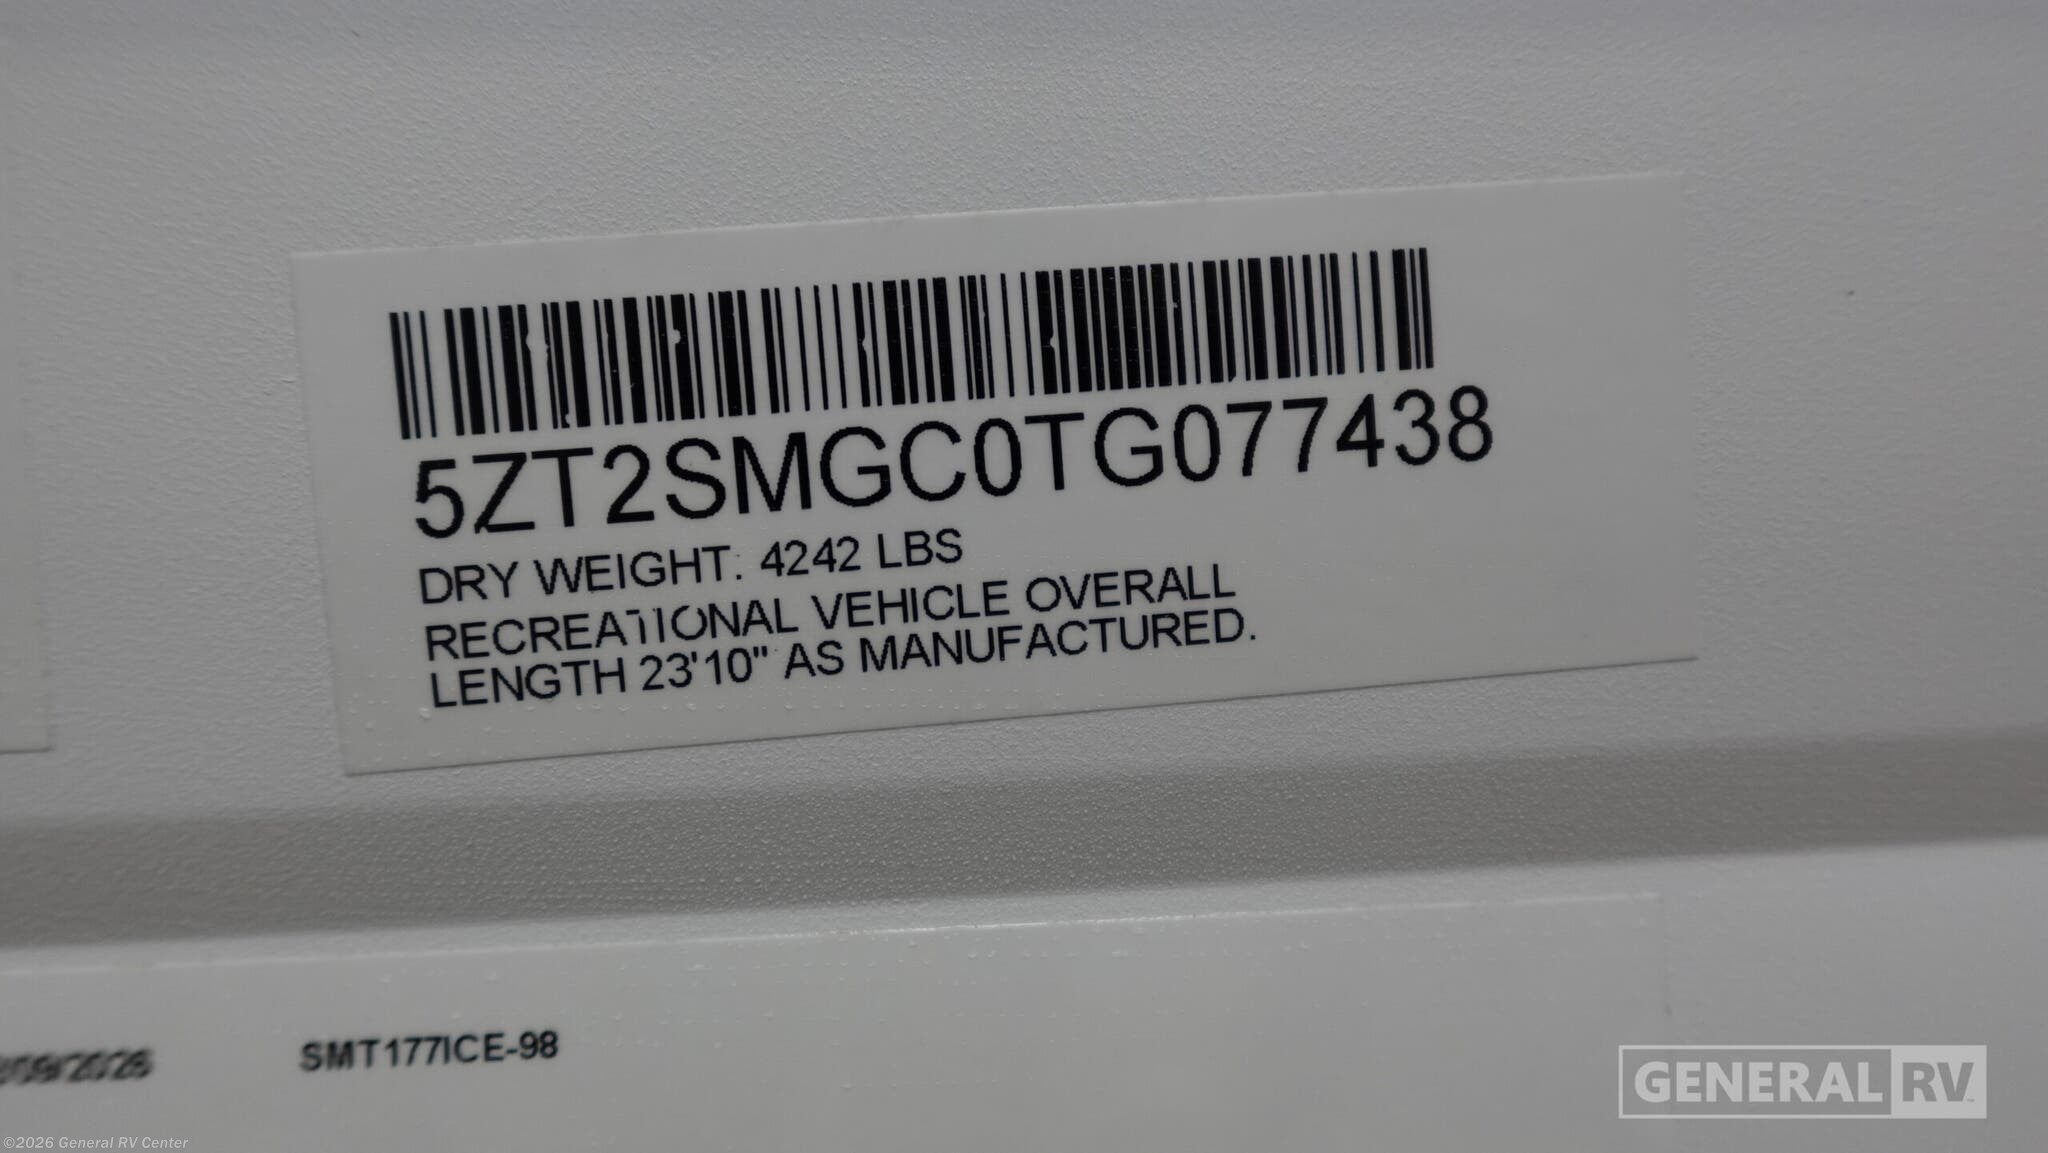 5ZT2SMGC0TG077438
DRY WEIGHT: 4242 LBS
RECREATIONAL VEHICLE OVERALL
LENGTH 23'10" AS MANUFACTURED.
SMT177ICE-98
GENERAL RV
©2026 General RV Center